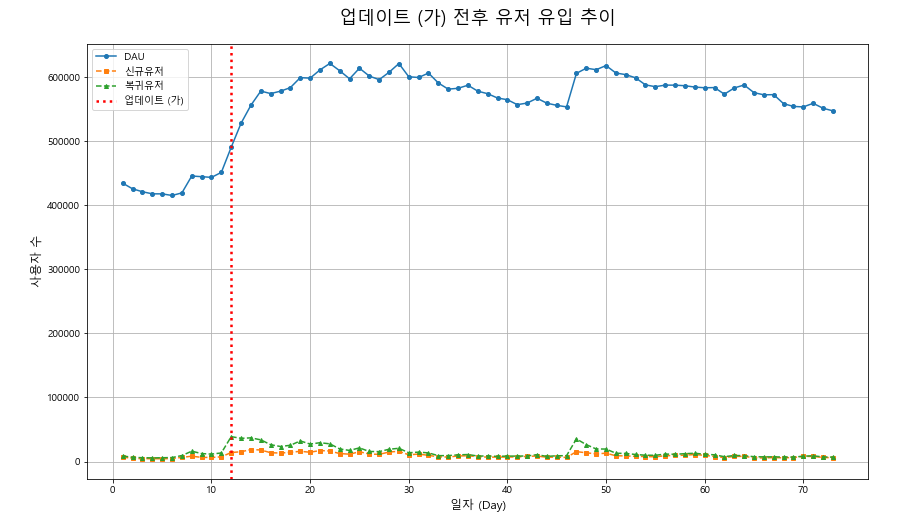 업데이트 (가) 전후 유저 유입 추이
DAU
신규유저
복귀유저
업데이트 (가)
사용자 수
600000
500000
400000
300000
200000
100000
0
0 10 20 30 40 50 60 70
일자 (Day)